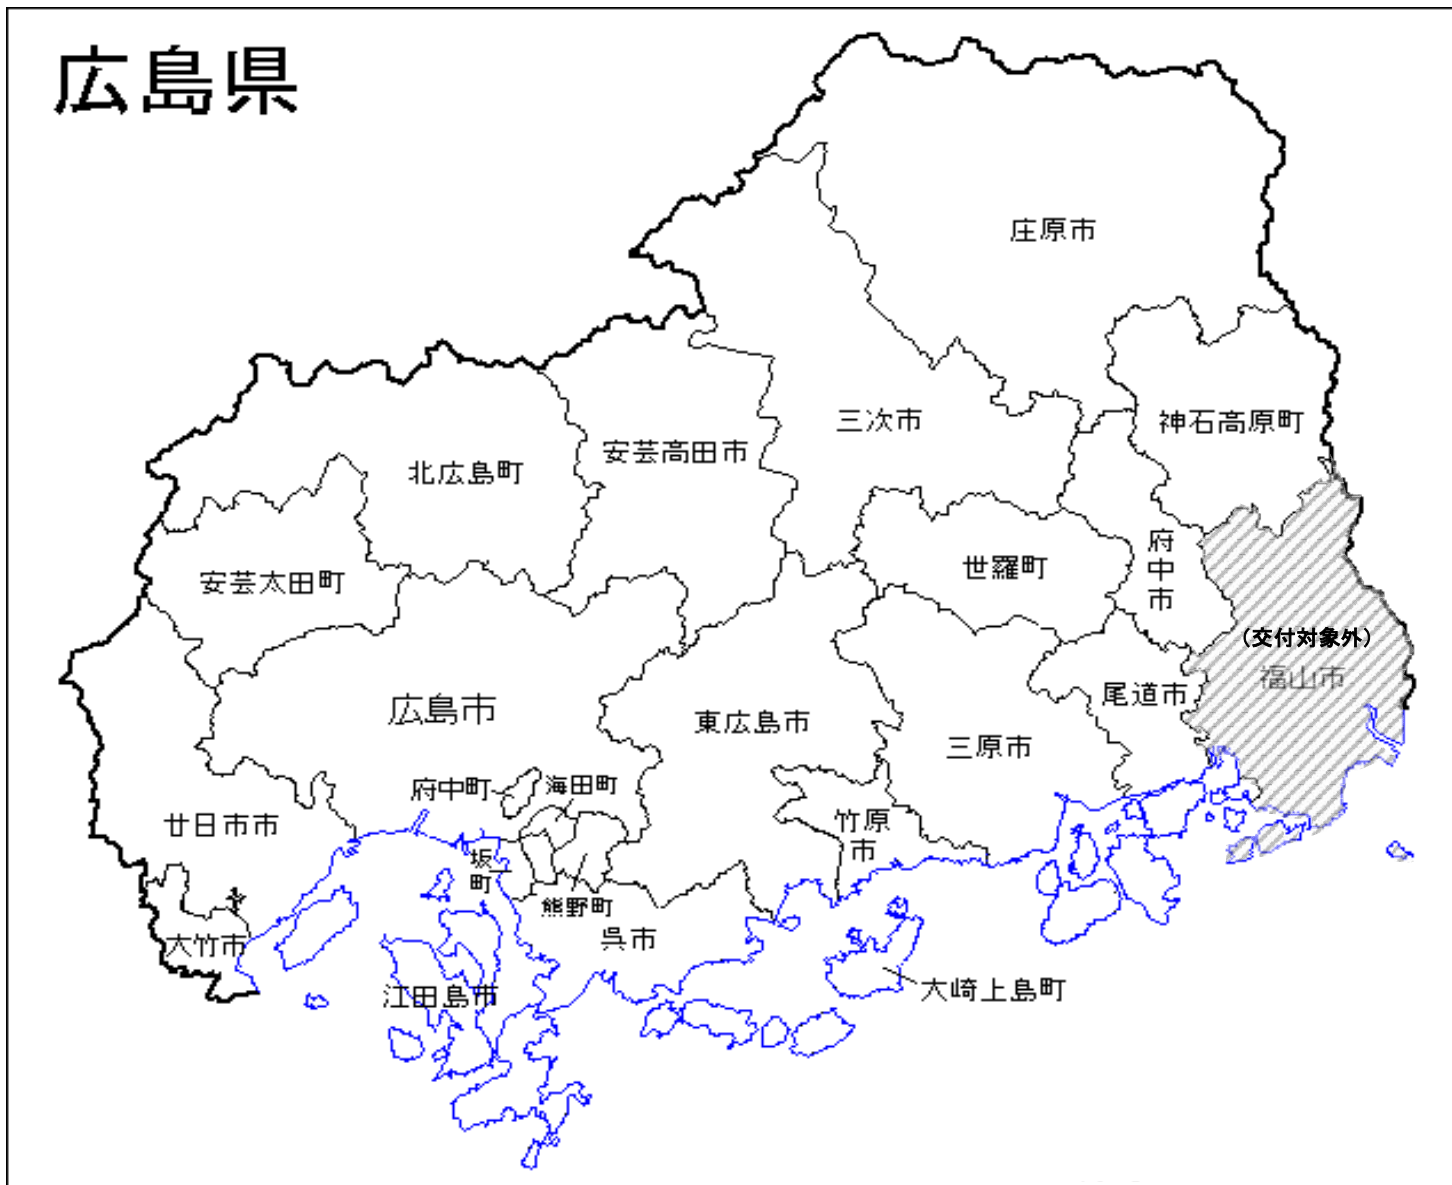 広島県
庄原市
三次市
神石高原町
安芸高田市
北広島町
世羅町
府中市
安芸太田町
(交付対象外)
福山市
尾道市
広島市
東広島市
三原市
府中町
海田町
廿日市市
竹原市
坂町
熊野町
呉市
大竹市
江田島市
大崎上島町